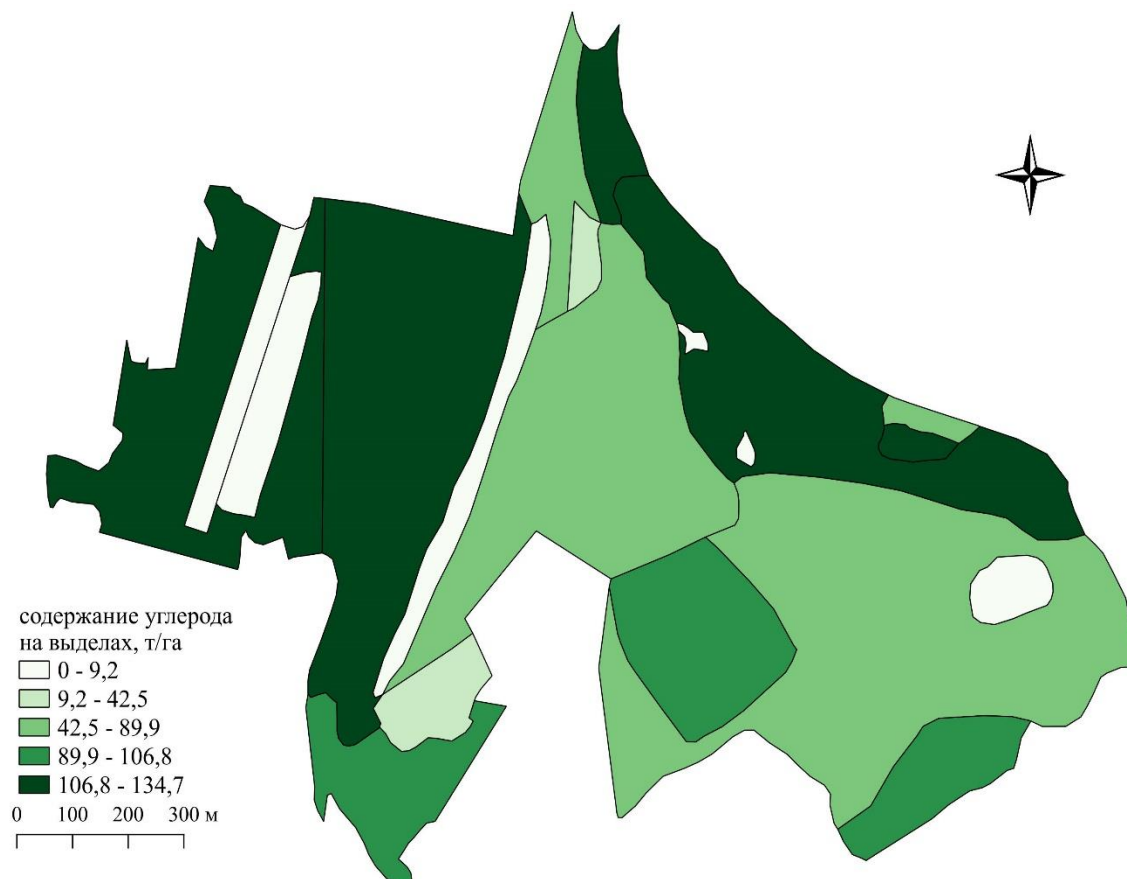 содержание углерода
на выделах, т/га
0 - 9,2
9,2 - 42,5
42,5 - 89,9
89,9 - 106,8
106,8 - 134,7
0 100 200 300 м